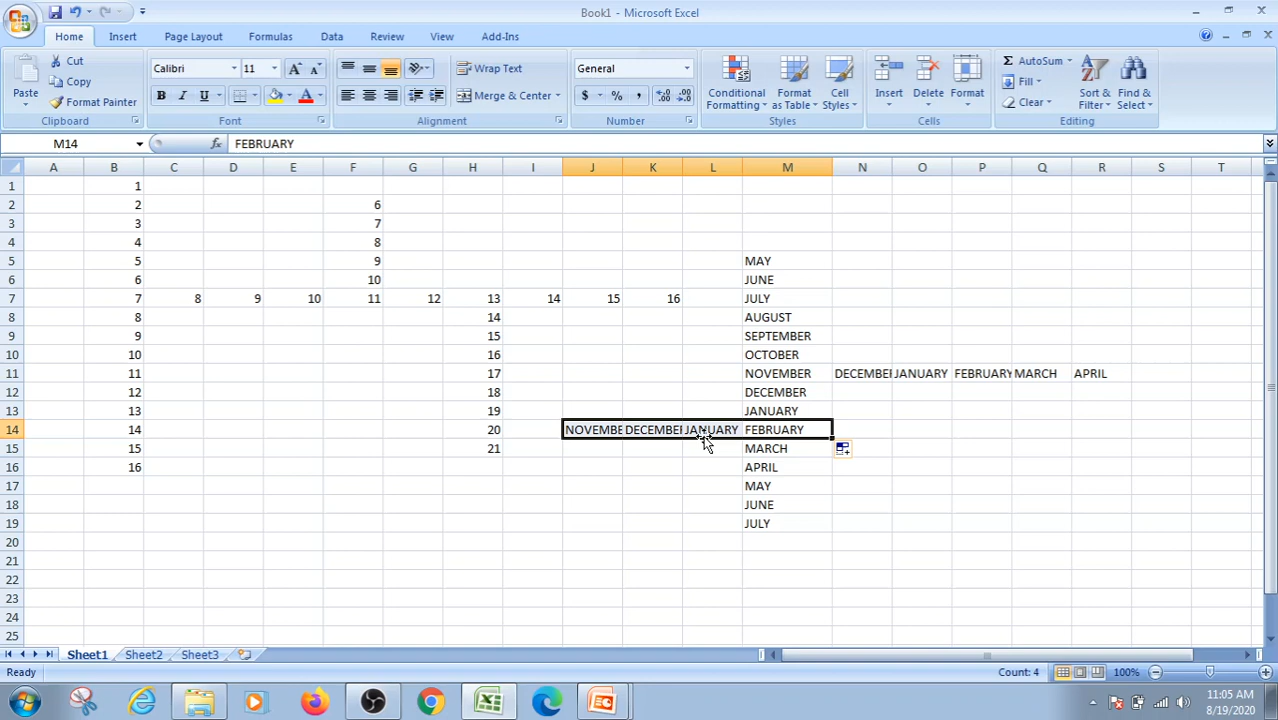 Book1 - Microsoft Excel
Home Insert Page Layout Formulas Data Review View Add-Ins
Paste
Cut
Copy
Format Painter
Clipboard
Calibri 11
B I U
Font
Wrap Text
Merge & Center
Alignment
General
$ % ,
Number
Conditional Formatting
Format as Table
Cell Styles
Styles
Insert
Delete
Format
Cells
AutoSum
Fill
Clear
Sort & Filter
Find & Select
Editing
M14 fx FEBRUARY
A B C D E F G H I J K L M N O P Q R S T
1 1
2 2 6
3 3 7
4 4 8
5 5 9 MAY
6 6 10 JUNE
7 7 8 9 10 11 12 13 14 15 16 JULY
8 8 14 AUGUST
9 9 15 SEPTEMBER
10 10 16 OCTOBER
11 11 17 NOVEMBER DECEMBEI JANUARY FEBRUARY MARCH APRIL
12 12 18 DECEMBER
13 13 19 JANUARY
14 14 20 NOVEMBE DECEMBEI JANUARY FEBRUARY
15 15 21 MARCH
16 16 APRIL
17 MAY
18 JUNE
19 JULY
20
21
22
23
24
25
Sheet1 Sheet2 Sheet3
Ready Count: 4 100%
11:05 AM
8/19/2020